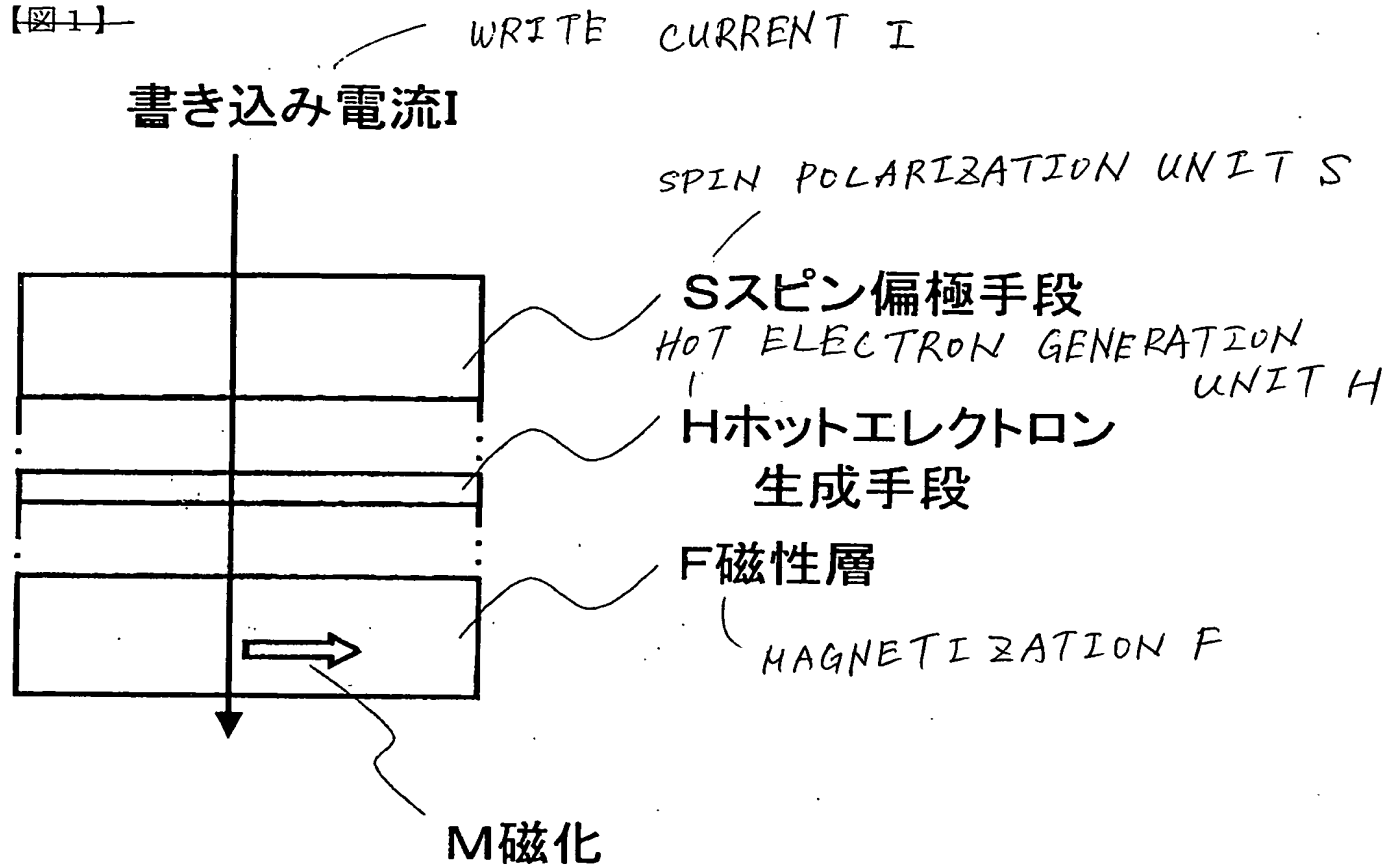 【図1】
WRITE CURRENT I
書き込み電流I
SPIN POLARIZATION UNIT S
Sスピン偏極手段
HOT ELECTRON GENERATION
UNIT H
Hホットエレクトロン
生成手段
F磁性層
MAGNETIZATION F
M磁化